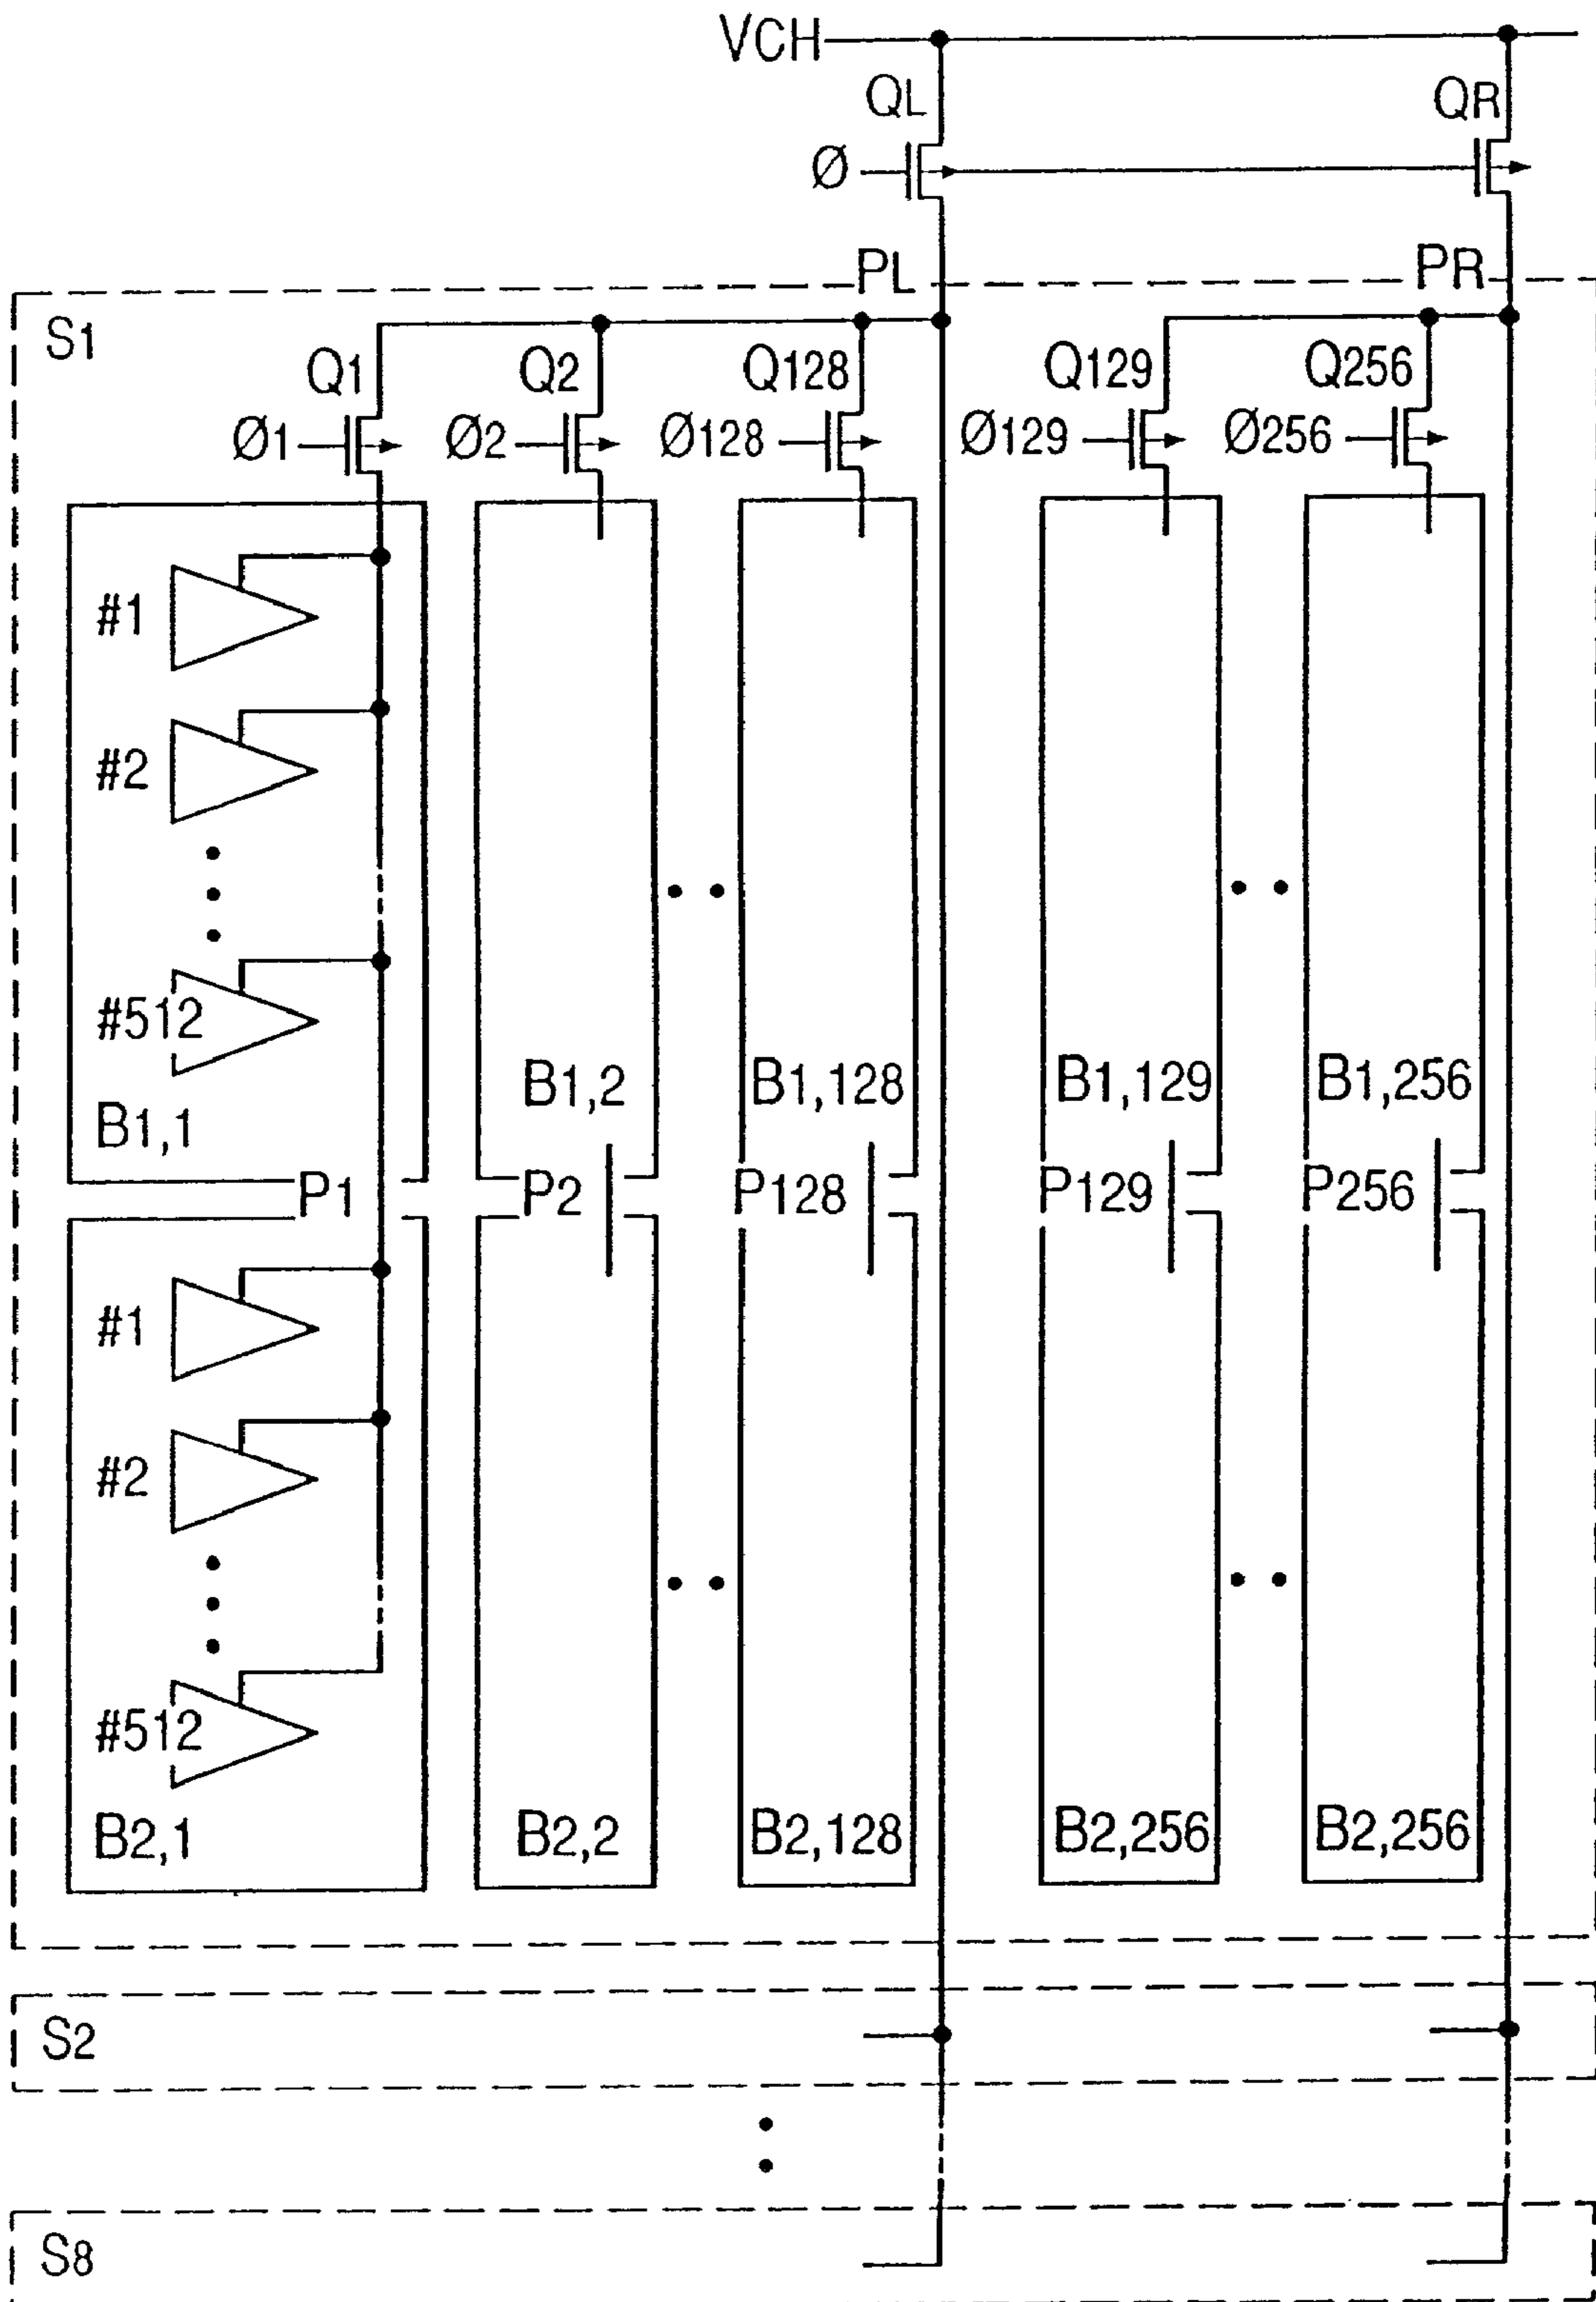 VCH
QL QR
Ø
PL PR
S1
Q1 Q2 Q128 Q129 Q256
Ø1 Ø2 Ø128 Ø129 Ø256
#1
#2
#512
B1,1 B1,2 B1,128 B1,129 B1,256
P1 P2 P128 P129 P256
#1
#2
#512
B2,1 B2,2 B2,128 B2,256 B2,256
S2
S8